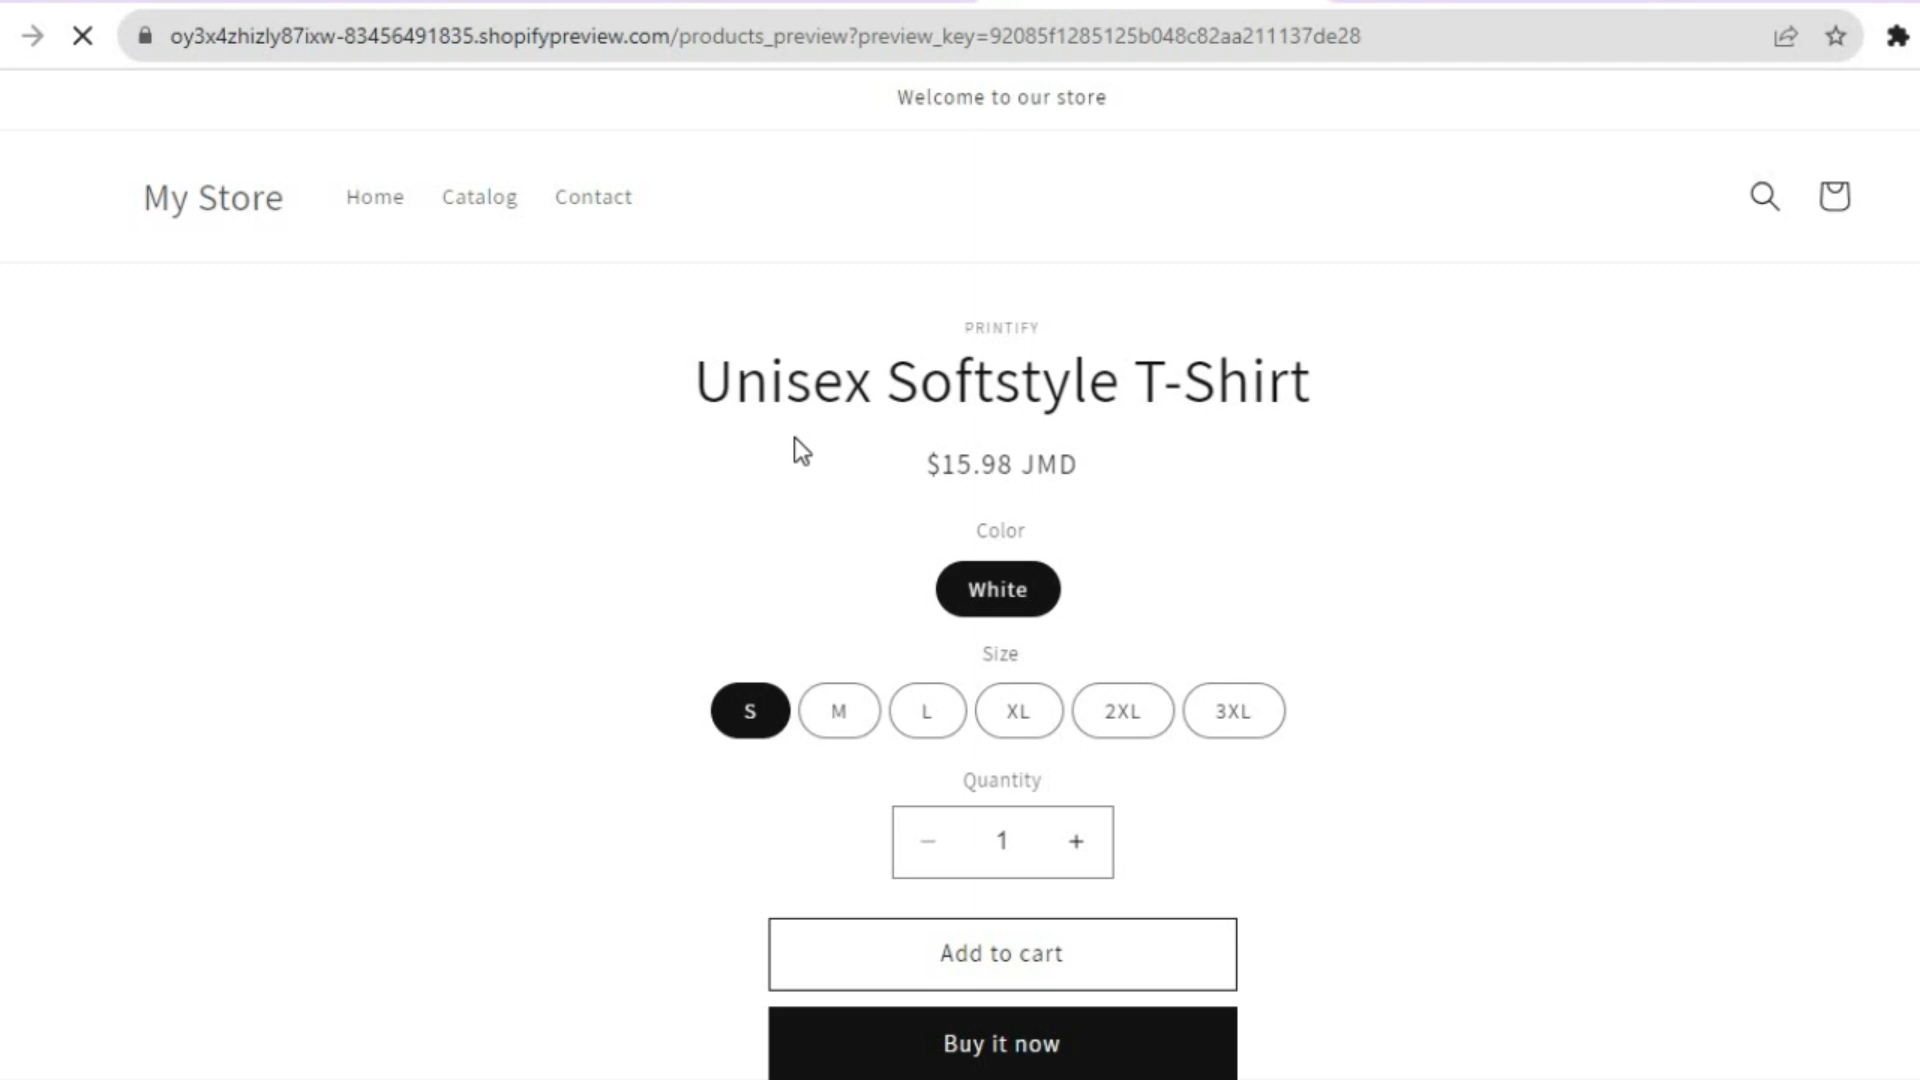 oy3x4zhizly87ixw-83456491835.shopifypreview.com/products_preview?preview_key=92085f1285125b048c82aa211137de28
Welcome to our store
My Store Home Catalog Contact
PRINTIFY
Unisex Softstyle T-Shirt
$15.98 JMD
Color
White
Size
S M L XL 2XL 3XL
Quantity
− 1 +
Add to cart
Buy it now